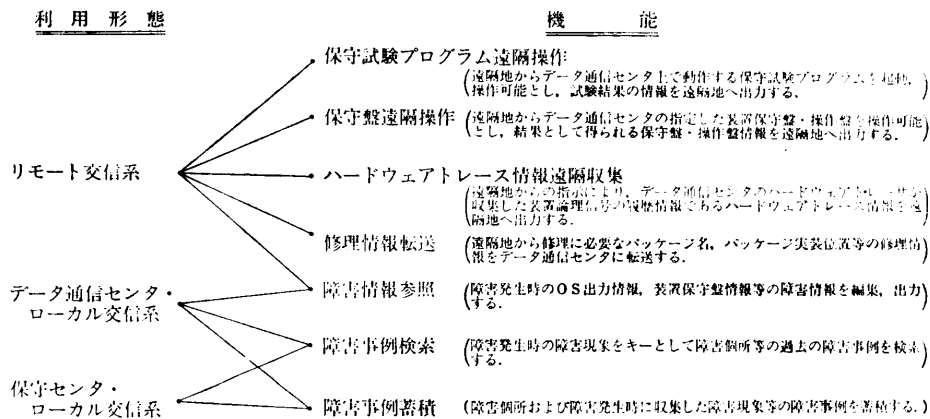 利用形態
機能
保守試験プログラム遠隔操作
(遠隔地からデータ通信センタ上で動作する保守試験プログラムを起動,
操作可能とし,試験結果の情報を遠隔地へ出力する.)
保守盤遠隔操作
(遠隔地からデータ通信センタの指定した装置保守盤・操作盤を操作可能
とし,結果として得られる保守盤・操作盤情報を遠隔地へ出力する.)
リモート交信系
ハードウェアトレース情報遠隔収集
(遠隔地からの指示により,データ通信センタのハードウェアトレーサが
収集した装置論理信号の履歴情報であるハードウェアトレース情報を遠
隔地へ出力する.)
修理情報転送
(遠隔地から修理に必要なパッケージ名,パッケージ実装位置等の修理情
報をデータ通信センタに転送する.)
データ通信センタ・
ローカル交信系
障害情報参照
(障害発生時のOS出力情報,装置保守盤情報等の障害情報を編集,出力
する.)
障害事例検索
(障害発生時の障害現象をキーとして障害個所等の過去の障害事例を検索
する.)
保守センタ・
ローカル交信系
障害事例蓄積
(障害個所および障害発生時に収集した障害現象等の障害事例を蓄積する.)